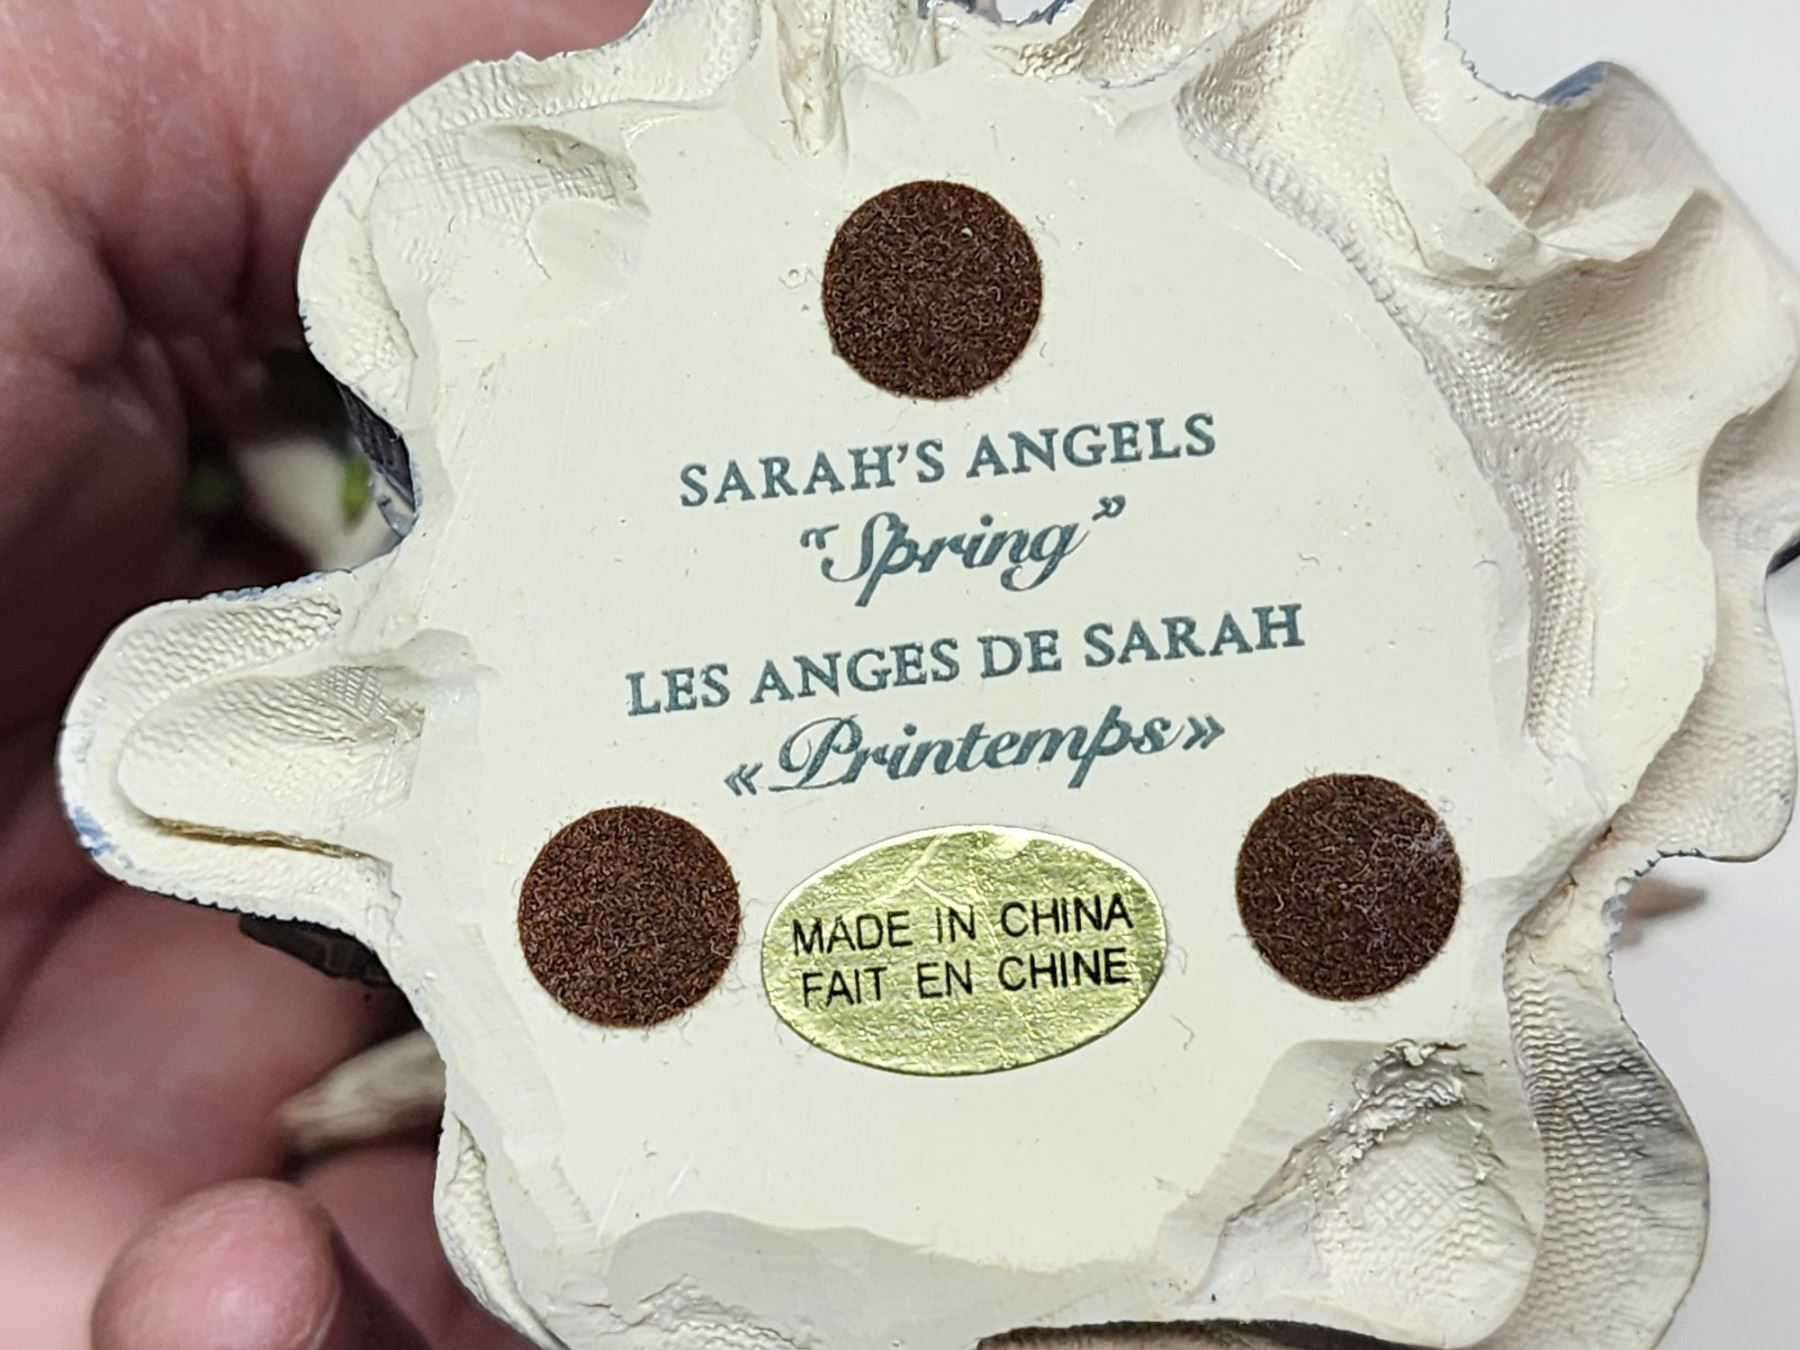 SARAH'S ANGELS
“Spring”
LES ANGES DE SARAH
«Printemps»
MADE IN CHINA
FAIT EN CHINE